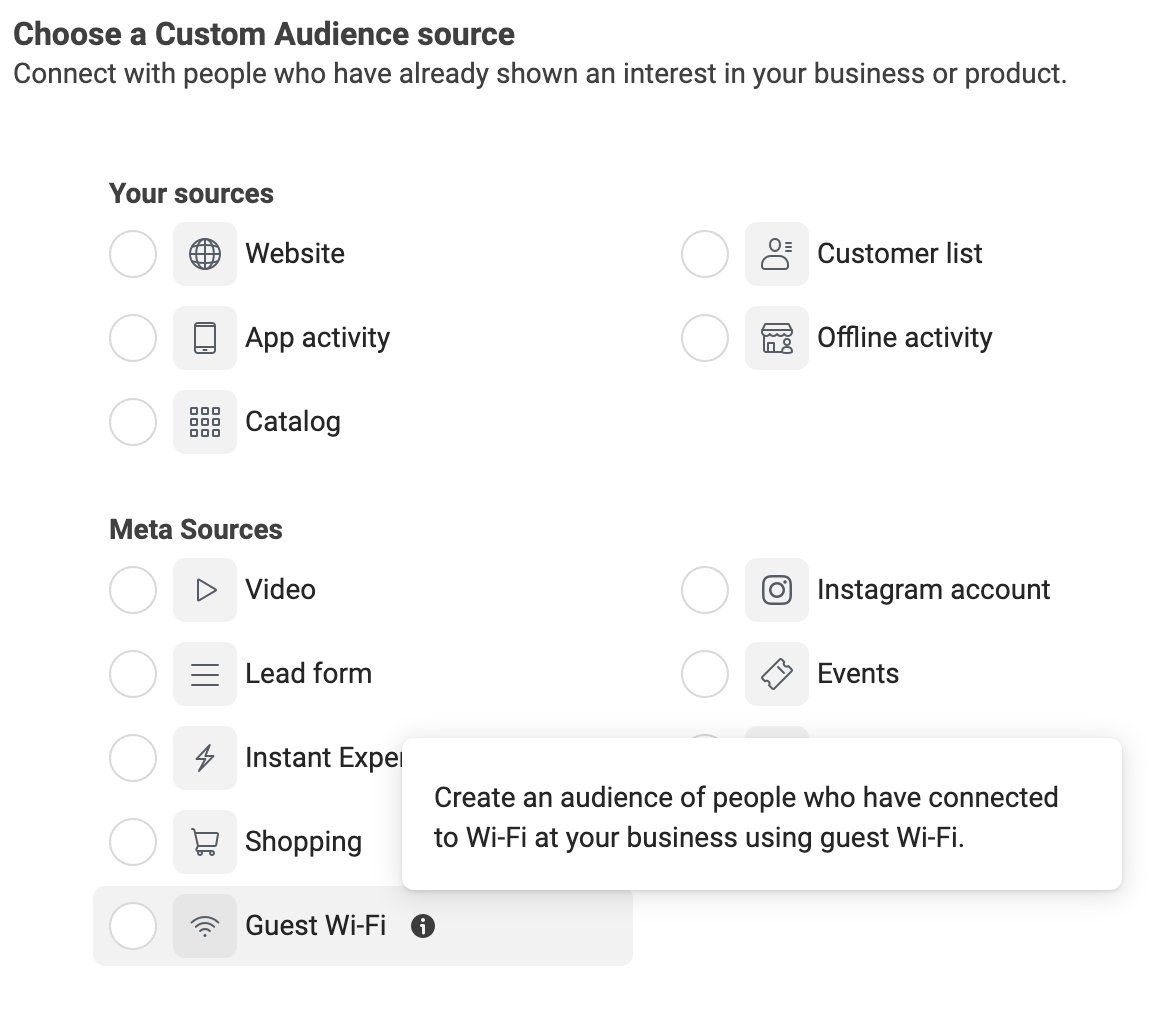 Choose a Custom Audience source
Connect with people who have already shown an interest in your business or product.
Your sources
Website
Customer list
App activity
Offline activity
Catalog
Meta Sources
Video
Instagram account
Lead form
Events
Instant
Create an audience of people who have connected
to Wi-Fi at your business using guest Wi-Fi.
Shopping
Guest Wi-Fi